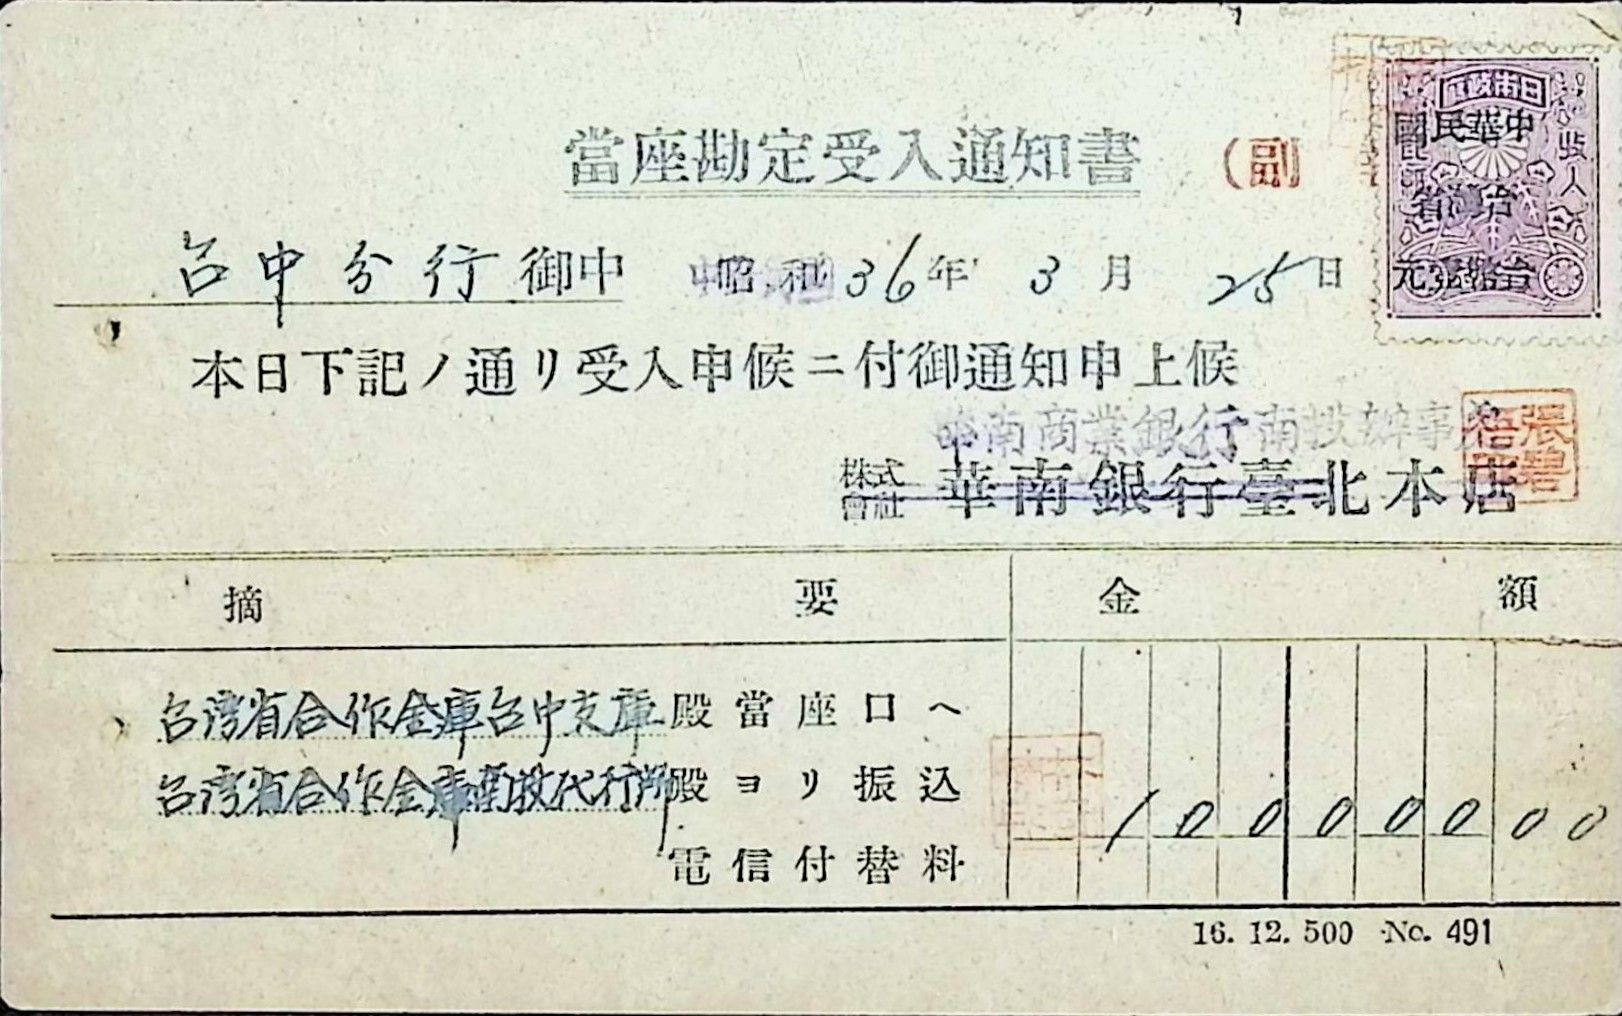 當座勘定受入通知書 (副)
台中分行御中 昭和36年3月25日
本日下記ノ通リ受入申候ニ付御通知申上候
華南商業銀行南投辦事處
株式會社 華南銀行臺北本店
摘要 金額
台湾省合作金庫台中支庫殿當座口へ
台湾省合作金庫南投代行所殿ヨリ振込 100000 00
電信付替料
16. 12. 500 No. 491
中華民國
台灣省